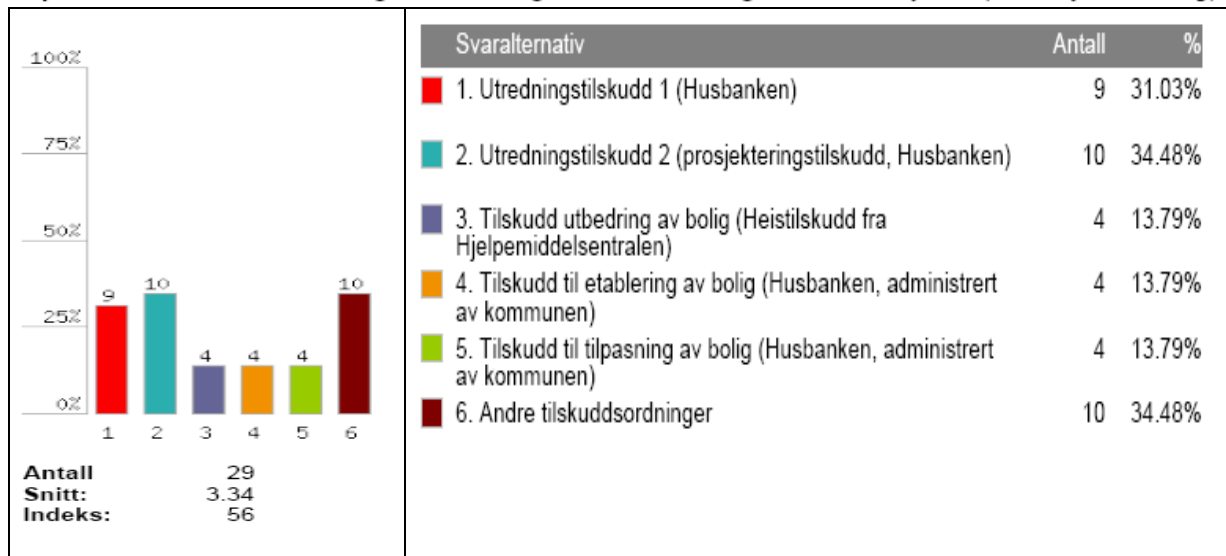 100%
75%
50%
25%
0%
9
10
4
4
4
10
1 2 3 4 5 6
Antall 29
Snitt: 3.34
Indeks: 56
Svaralternativ Antall %
1. Utredningstilskudd 1 (Husbanken) 9 31.03%
2. Utredningstilskudd 2 (prosjekteringstilskudd, Husbanken) 10 34.48%
3. Tilskudd utbedring av bolig (Heistilskudd fra 4 13.79%
Hjelpemiddelsentralen)
4. Tilskudd til etablering av bolig (Husbanken, administrert 4 13.79%
av kommunen)
5. Tilskudd til tilpasning av bolig (Husbanken, administrert 4 13.79%
av kommunen)
6. Andre tilskuddsordninger 10 34.48%